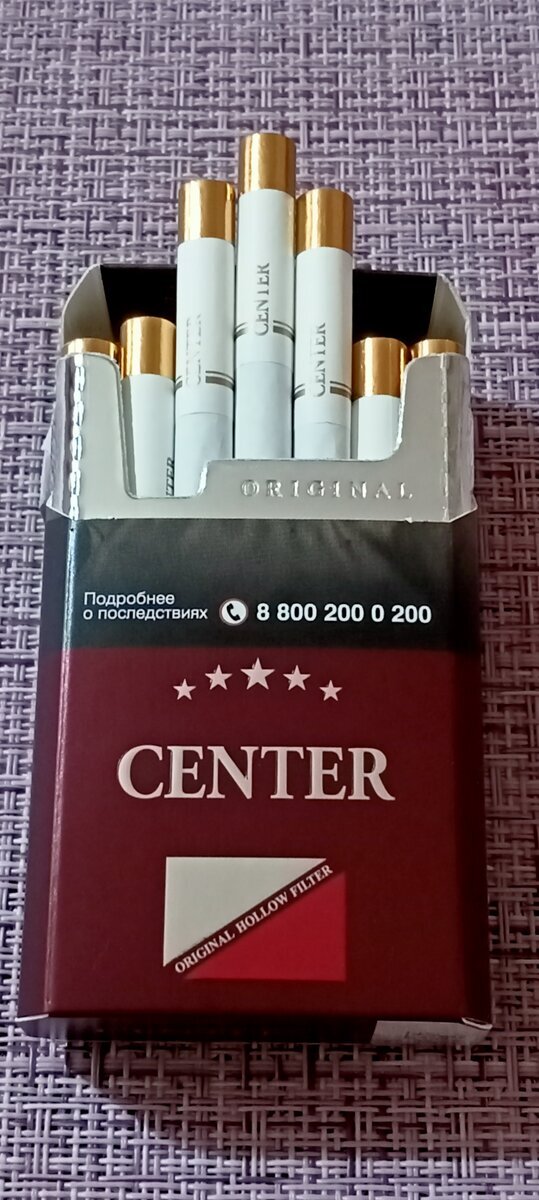 CENTER
CENTER
CENTER
ORIGINAL
Подробнее
о последствиях 8 800 200 0 200
CENTER
ORIGINAL HOLLOW FILTER